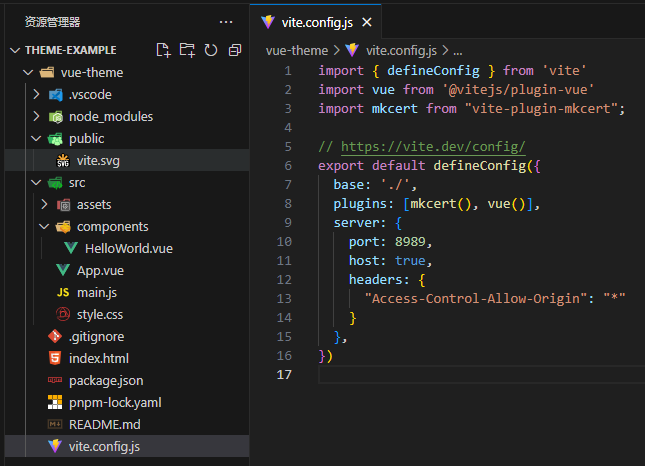 资源管理器
THEME-EXAMPLE
vue-theme
.vscode
node_modules
public
vite.svg
src
assets
components
HelloWorld.vue
App.vue
main.js
style.css
.gitignore
index.html
package.json
pnpm-lock.yaml
README.md
vite.config.js
vite.config.js
vue-theme > vite.config.js > ...
1 import { defineConfig } from 'vite'
2 import vue from '@vitejs/plugin-vue'
3 import mkcert from "vite-plugin-mkcert";
4
5 // https://vite.dev/config/
6 export default defineConfig({
7   base: './',
8   plugins: [mkcert(), vue()],
9   server: {
10     port: 8989,
11     host: true,
12     headers: {
13       "Access-Control-Allow-Origin": "*"
14     }
15   },
16 })
17